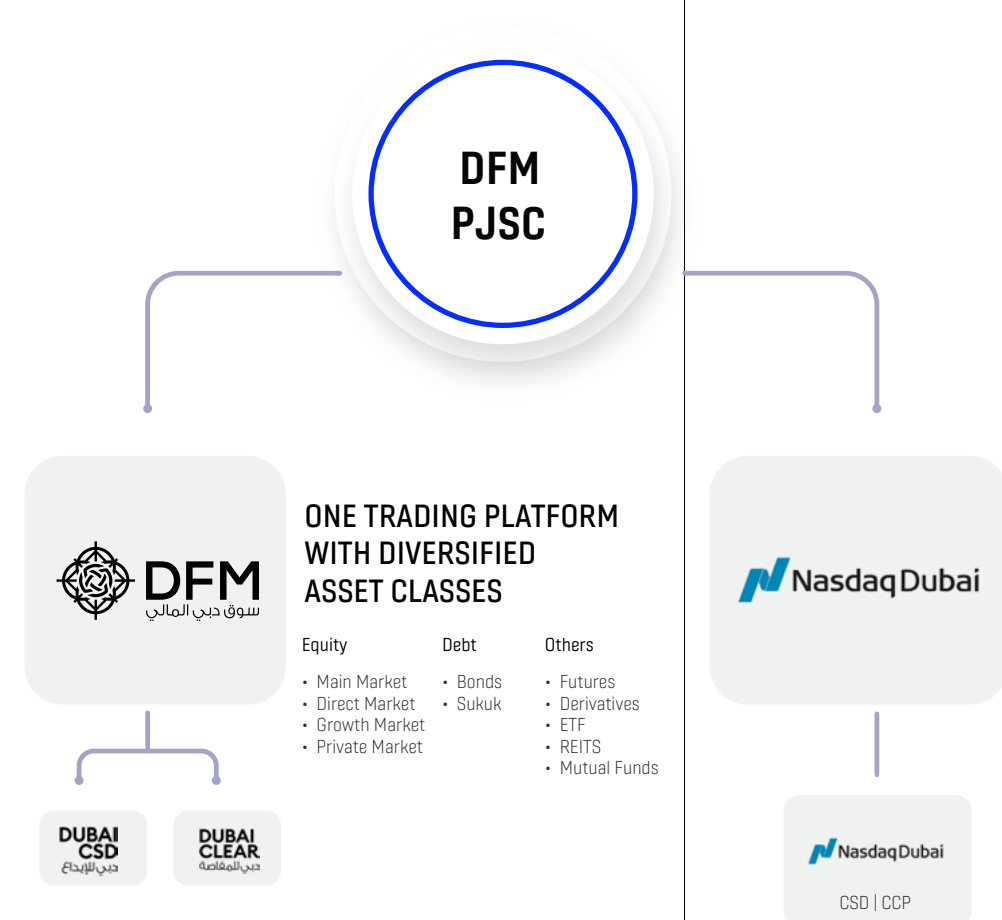 DFM
PJSC
DFM
سوق دبي المالي
ONE TRADING PLATFORM
WITH DIVERSIFIED
ASSET CLASSES
Equity
• Main Market
• Direct Market
• Growth Market
• Private Market
Debt
• Bonds
• Sukuk
Others
• Futures
• Derivatives
• ETF
• REITS
• Mutual Funds
Nasdaq Dubai
DUBAI
CSD
دبي للإيداع
DUBAI
CLEAR
دبي للمقاصة
Nasdaq Dubai
CSD | CCP